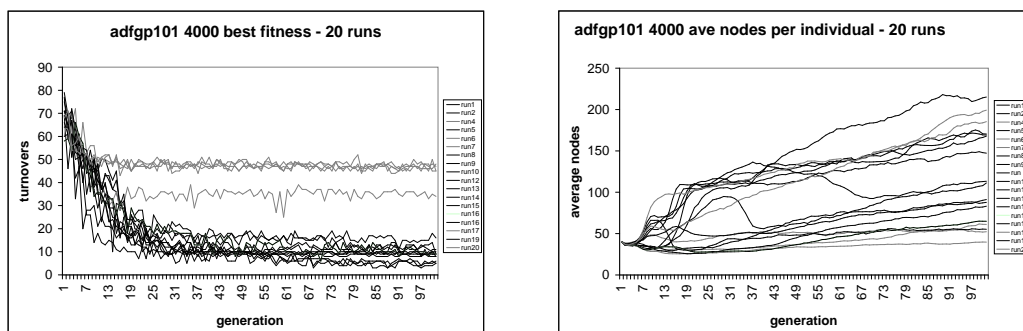 adfgp101 4000 best fitness - 20 runs
90
80
70
60
50
40
30
20
10
0
turnovers
1 7 13 19 25 31 37 43 49 55 61 67 73 79 85 91 97
generation
run1
run2
run4
run5
run6
run7
run8
run9
run10
run12
run13
run14
run15
run16
run16
run17
run19
run20
adfgp101 4000 ave nodes per individual - 20 runs
250
200
150
100
50
0
average nodes
1 7 13 19 25 31 37 43 49 55 61 67 73 79 85 91 97
generation